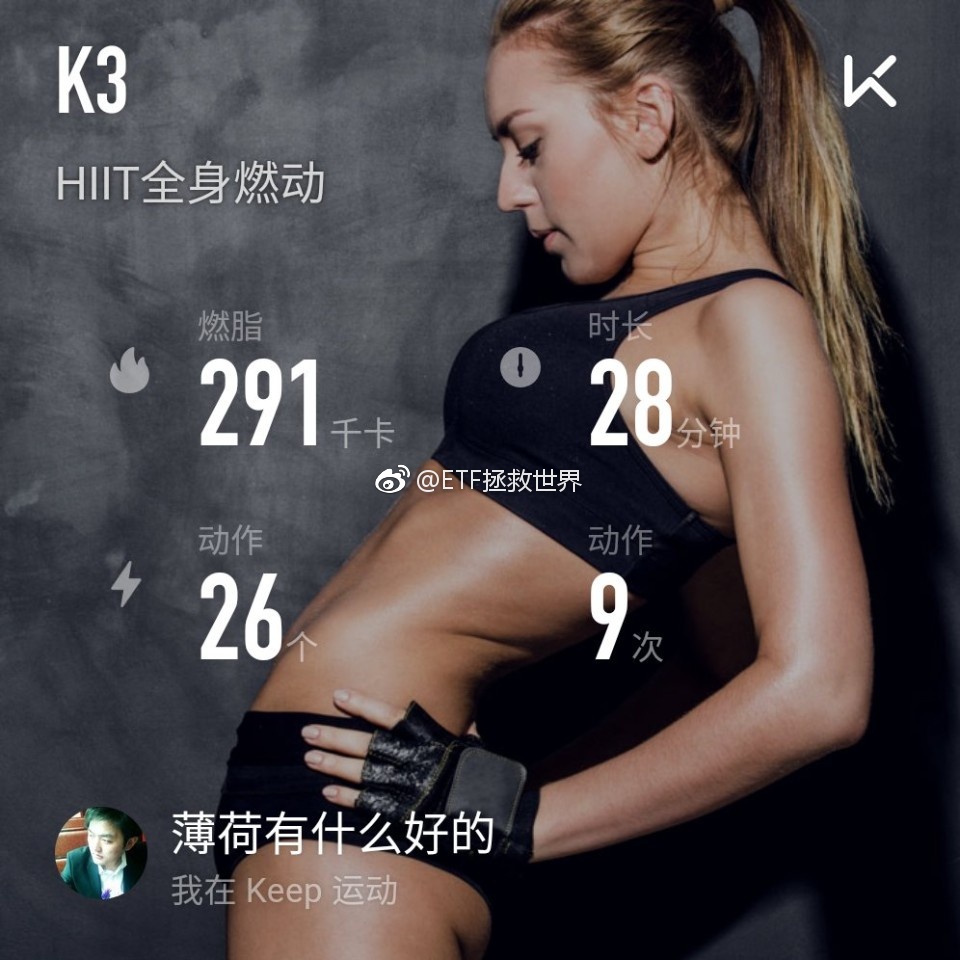 K3
HIIT全身燃动
燃脂
291千卡
时长
28分钟
@ETF拯救世界
动作
26个
动作
9次
薄荷有什么好的
我在 Keep 运动